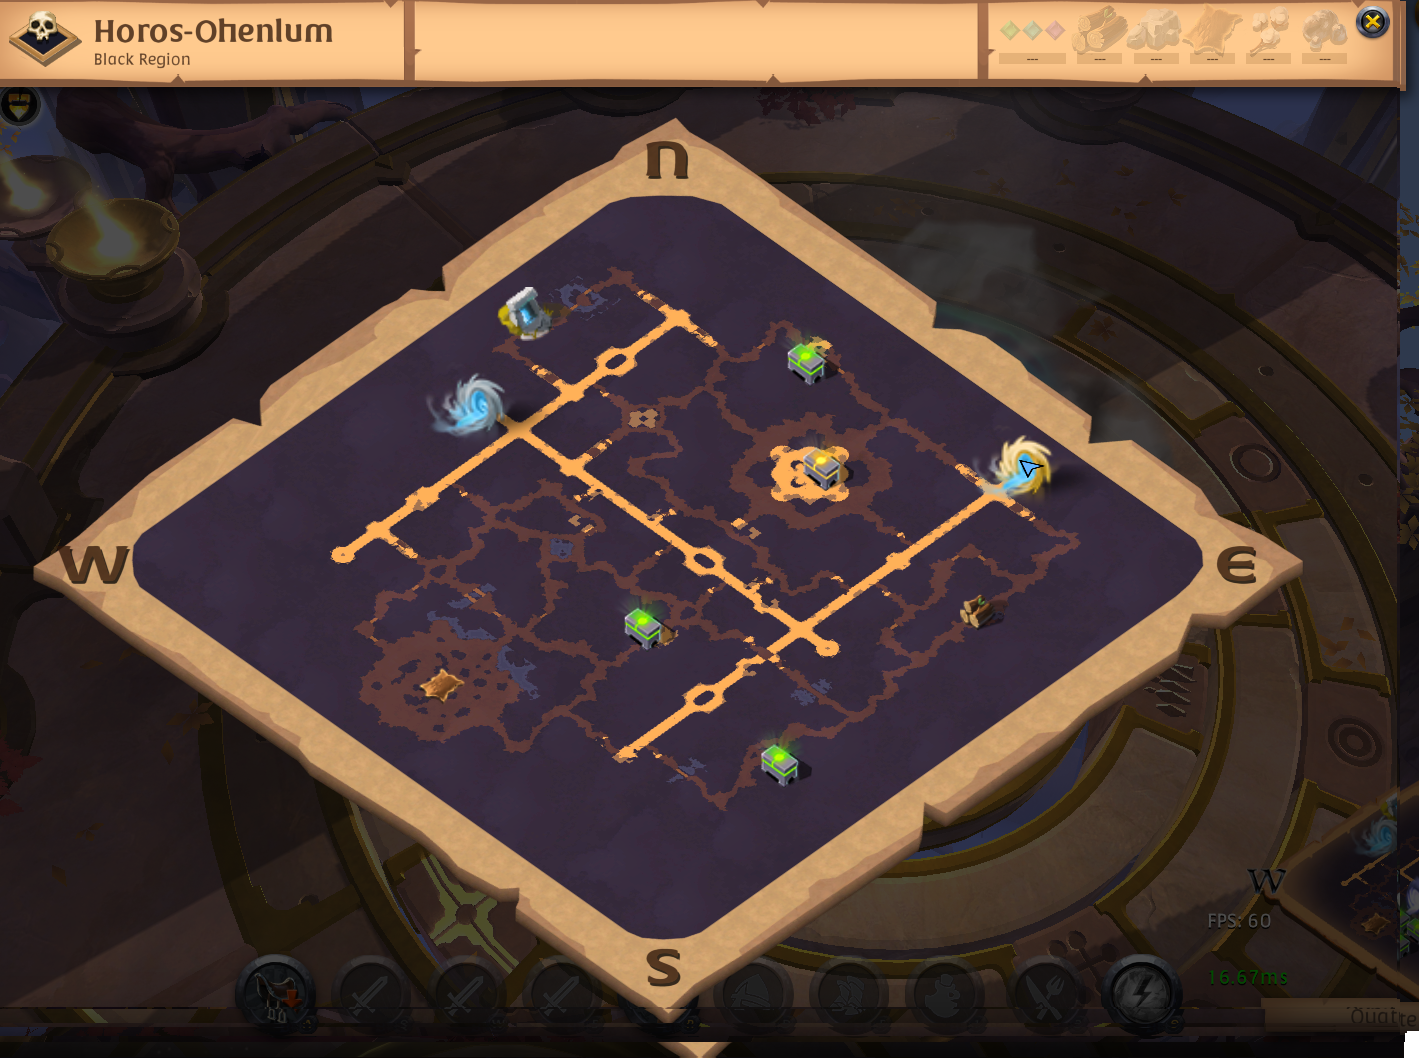 Horos-Ohenlum
Black Region
--- --- --- --- --- ---
N
W
E
S
W
FPS: 60
16.67ms